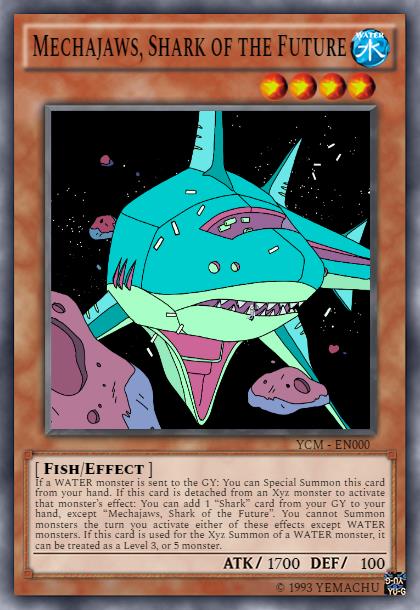 Mechajaws, Shark of the Future
WATER
水
YCM - EN000
[ Fish/Effect ]
If a WATER monster is sent to the GY: You can Special Summon this card
from your hand. If this card is detached from an Xyz monster to activate
that monster's effect: You can add 1 "Shark" card from your GY to your
hand, except "Mechajaws, Shark of the Future". You cannot Summon
monsters the turn you activate either of these effects except WATER
monsters. If this card is used for the Xyz Summon of a WATER monster, it
can be treated as a Level 3, or 5 monster.
ATK/ 1700 DEF/ 100
© 1993 YEMACHU